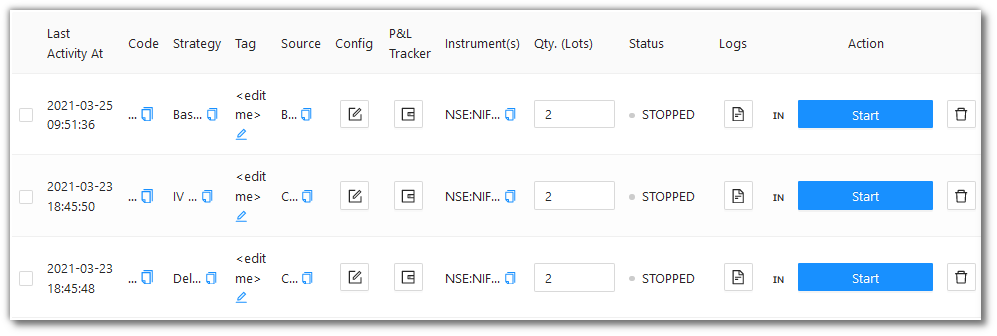 Last Activity At Code Strategy Tag Source Config P&L Tracker Instrument(s) Qty. (Lots) Status Logs Action
2021-03-25 09:51:36 ... Bas... <edit me> B... NSE:NIF... 2 STOPPED IN Start
2021-03-23 18:45:50 ... IV ... <edit me> C... NSE:NIF... 2 STOPPED IN Start
2021-03-23 18:45:48 ... Del... <edit me> C... NSE:NIF... 2 STOPPED IN Start